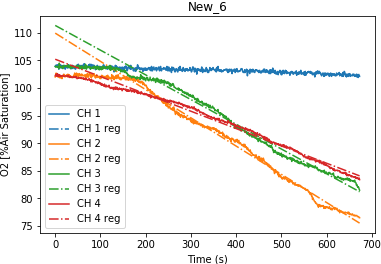 New_6
110
105
100
95
90
85
80
75
O2 [%Air Saturation]
CH 1
CH 1 reg
CH 2
CH 2 reg
CH 3
CH 3 reg
CH 4
CH 4 reg
0 100 200 300 400 500 600 700
Time (s)